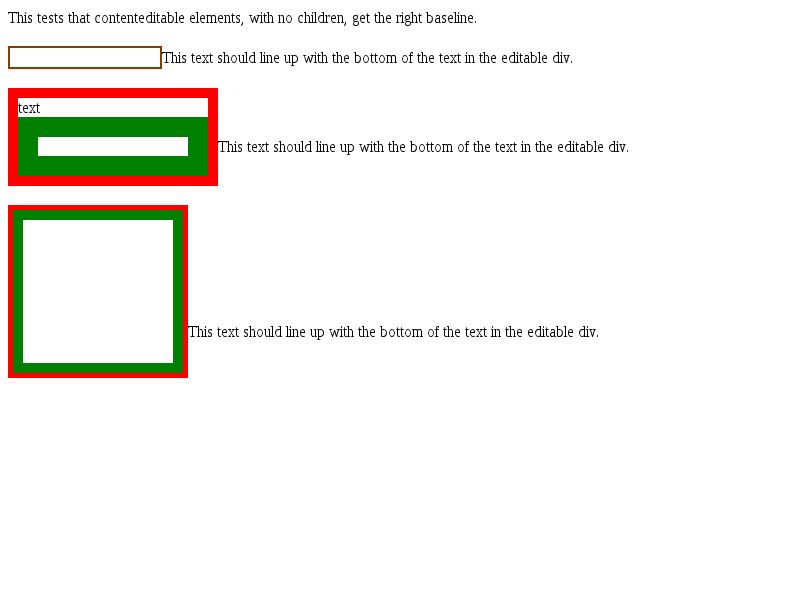 This tests that contenteditable elements, with no children, get the right baseline.
This text should line up with the bottom of the text in the editable div.
text
This text should line up with the bottom of the text in the editable div.
This text should line up with the bottom of the text in the editable div.